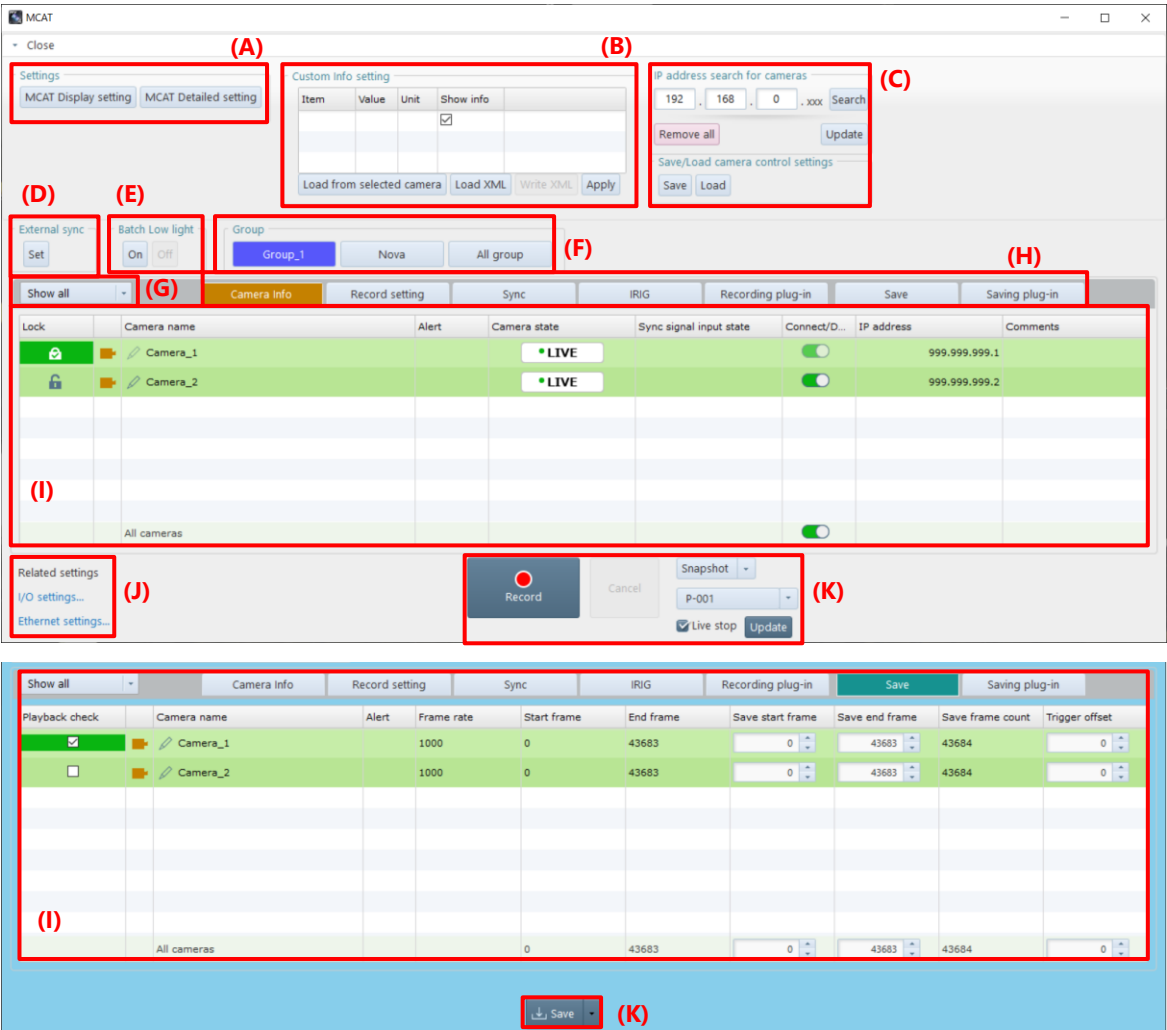 MCAT
Close
(A)
(B)
Settings
MCAT Display setting MCAT Detailed setting
Custom Info setting
Item Value Unit Show info
Load from selected camera Load XML Write XML Apply
IP address search for cameras
(C)
192 . 168 . 0 . xxx Search
Remove all Update
Save/Load camera control settings
Save Load
(D) (E)
External sync Batch Low light Group
Set On Off Group_1 Nova All group (F)
(G) (H)
Show all Camera Info Record setting Sync IRIG Recording plug-in Save Saving plug-in
Lock Camera name Alert Camera state Sync signal input state Connect/D... IP address Comments
Camera_1 LIVE 999.999.999.1
Camera_2 LIVE 999.999.999.2
(I)
All cameras
Related settings
I/O settings...
Ethernet settings...
(J)
Record Cancel
Snapshot
P-001
Live stop Update
(K)
Show all Camera Info Record setting Sync IRIG Recording plug-in Save Saving plug-in
Playback check Camera name Alert Frame rate Start frame End frame Save start frame Save end frame Save frame count Trigger offset
Camera_1 1000 0 43683 0 43683 43684 0
Camera_2 1000 0 43683 0 43683 43684 0
(I)
All cameras 0 43683 0 43683 43684 0
Save (K)